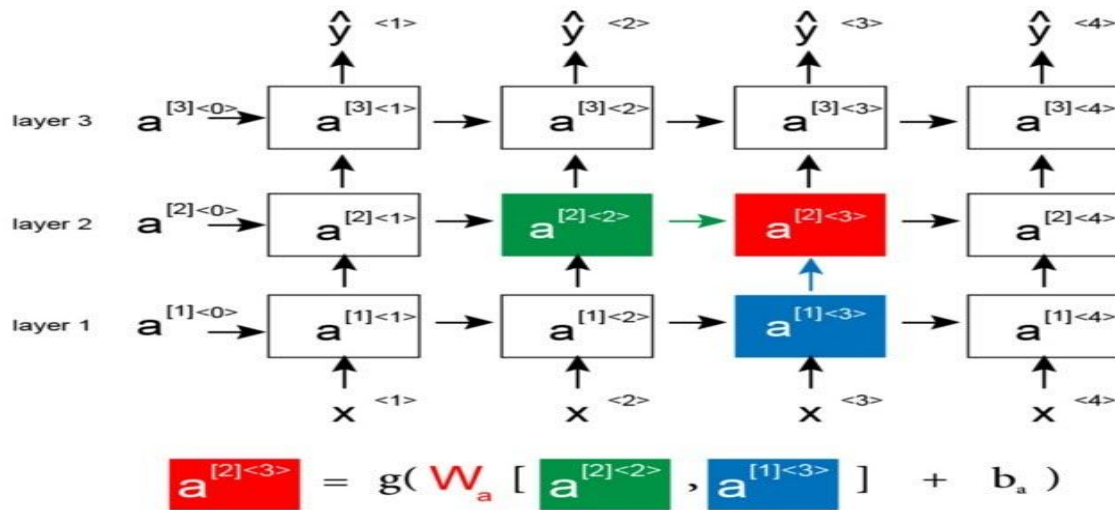 ŷ <1> ŷ <2> ŷ <3> ŷ <4>
layer 3 a[3]<0> a[3]<1> a[3]<2> a[3]<3> a[3]<4>
layer 2 a[2]<0> a[2]<1> a[2]<2> a[2]<3> a[2]<4>
layer 1 a[1]<0> a[1]<1> a[1]<2> a[1]<3> a[1]<4>
x <1> x <2> x <3> x <4>
a[2]<3> = g( Wa [ a[2]<2> , a[1]<3> ] + ba )